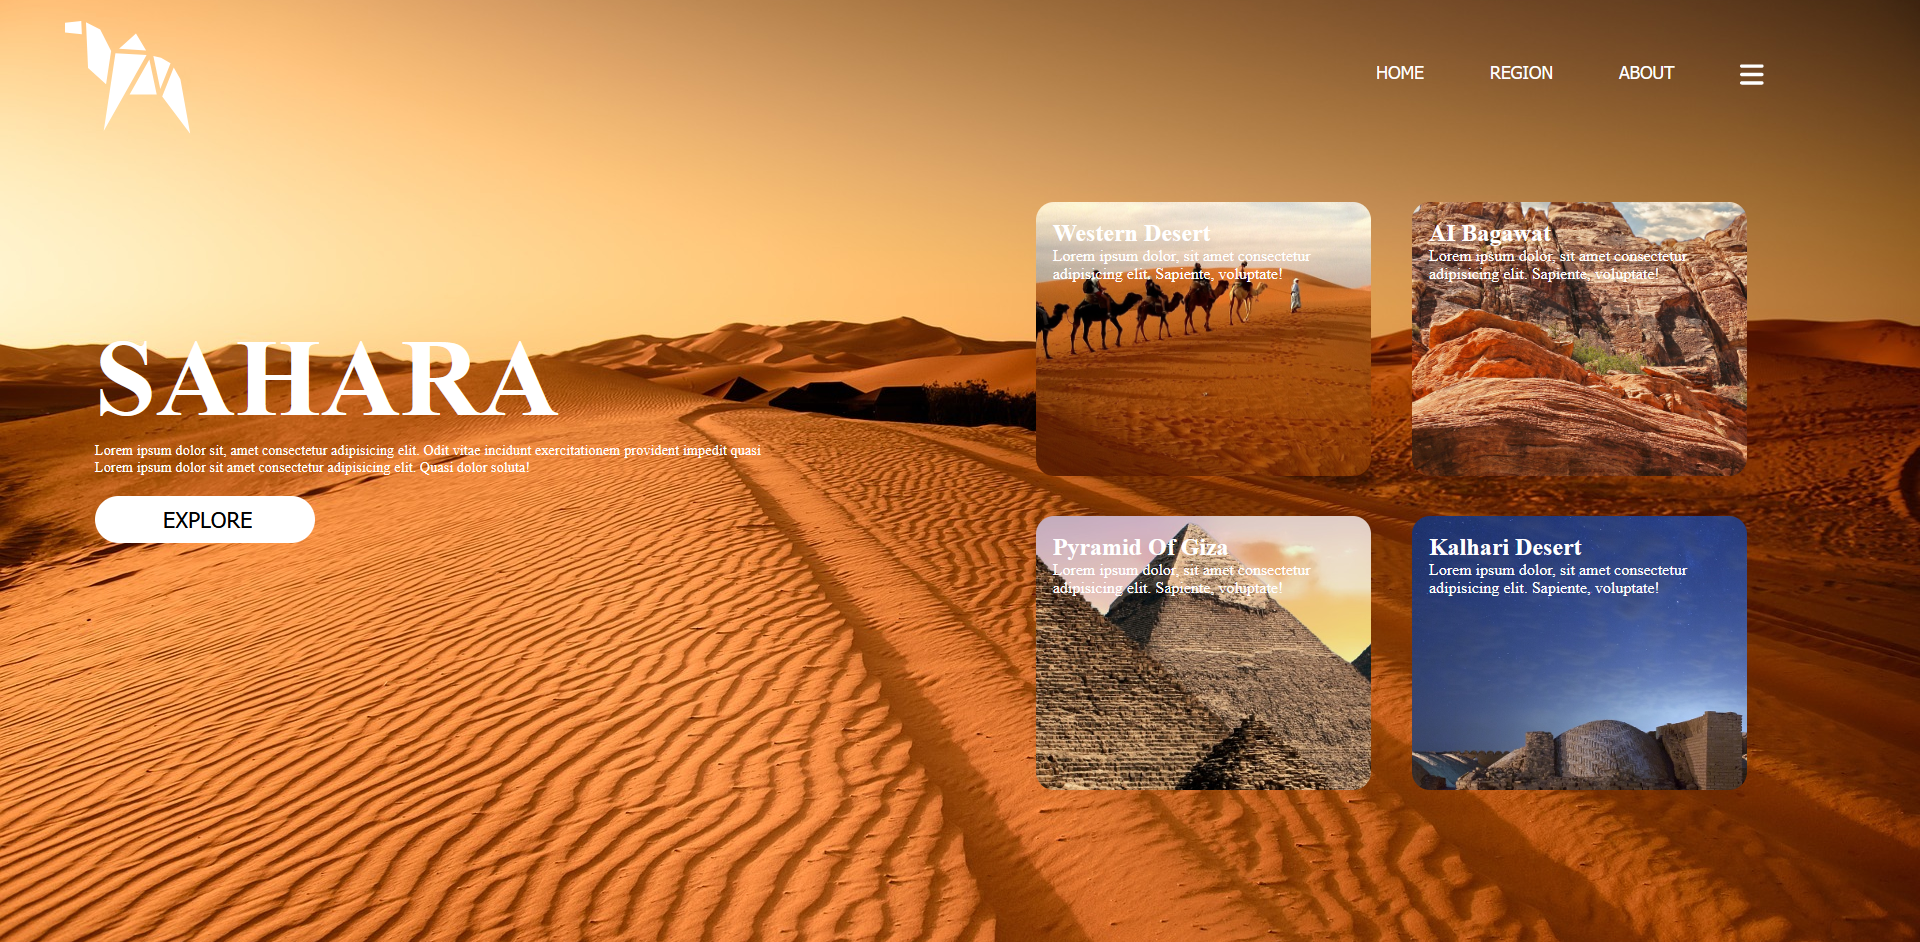 HOME REGION ABOUT
SAHARA
Lorem ipsum dolor sit, amet consectetur adipisicing elit. Odit vitae incidunt exercitationem provident impedit quasi
Lorem ipsum dolor sit amet consectetur adipisicing elit. Quasi dolor soluta!
EXPLORE
Western Desert
Lorem ipsum dolor, sit amet consectetur
adipisicing elit. Sapiente, voluptate!
AI Bagawat
Lorem ipsum dolor, sit amet consectetur
adipisicing elit. Sapiente, voluptate!
Pyramid Of Giza
Lorem ipsum dolor, sit amet consectetur
adipisicing elit. Sapiente, voluptate!
Kalhari Desert
Lorem ipsum dolor, sit amet consectetur
adipisicing elit. Sapiente, voluptate!